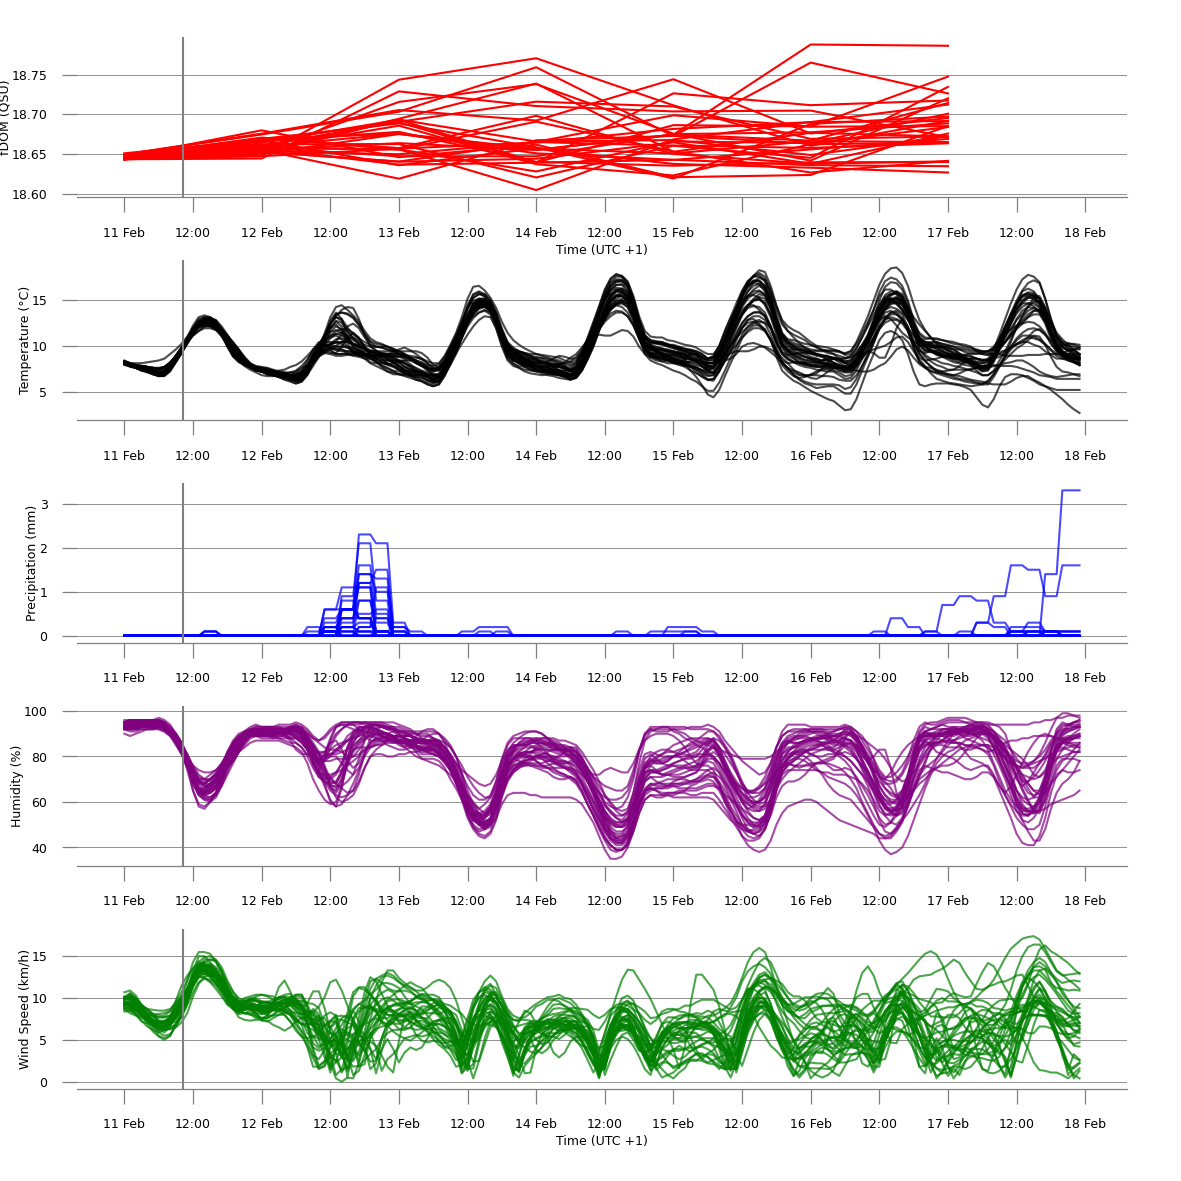 fDOM (QSU)
18.75
18.70
18.65
18.60
11 Feb 12:00 12 Feb 12:00 13 Feb 12:00 14 Feb 12:00 15 Feb 12:00 16 Feb 12:00 17 Feb 12:00 18 Feb
Time (UTC +1)
Temperature (°C)
15
10
5
11 Feb 12:00 12 Feb 12:00 13 Feb 12:00 14 Feb 12:00 15 Feb 12:00 16 Feb 12:00 17 Feb 12:00 18 Feb
Precipitation (mm)
3
2
1
0
11 Feb 12:00 12 Feb 12:00 13 Feb 12:00 14 Feb 12:00 15 Feb 12:00 16 Feb 12:00 17 Feb 12:00 18 Feb
Humidity (%)
100
80
60
40
11 Feb 12:00 12 Feb 12:00 13 Feb 12:00 14 Feb 12:00 15 Feb 12:00 16 Feb 12:00 17 Feb 12:00 18 Feb
Wind Speed (km/h)
15
10
5
0
11 Feb 12:00 12 Feb 12:00 13 Feb 12:00 14 Feb 12:00 15 Feb 12:00 16 Feb 12:00 17 Feb 12:00 18 Feb
Time (UTC +1)